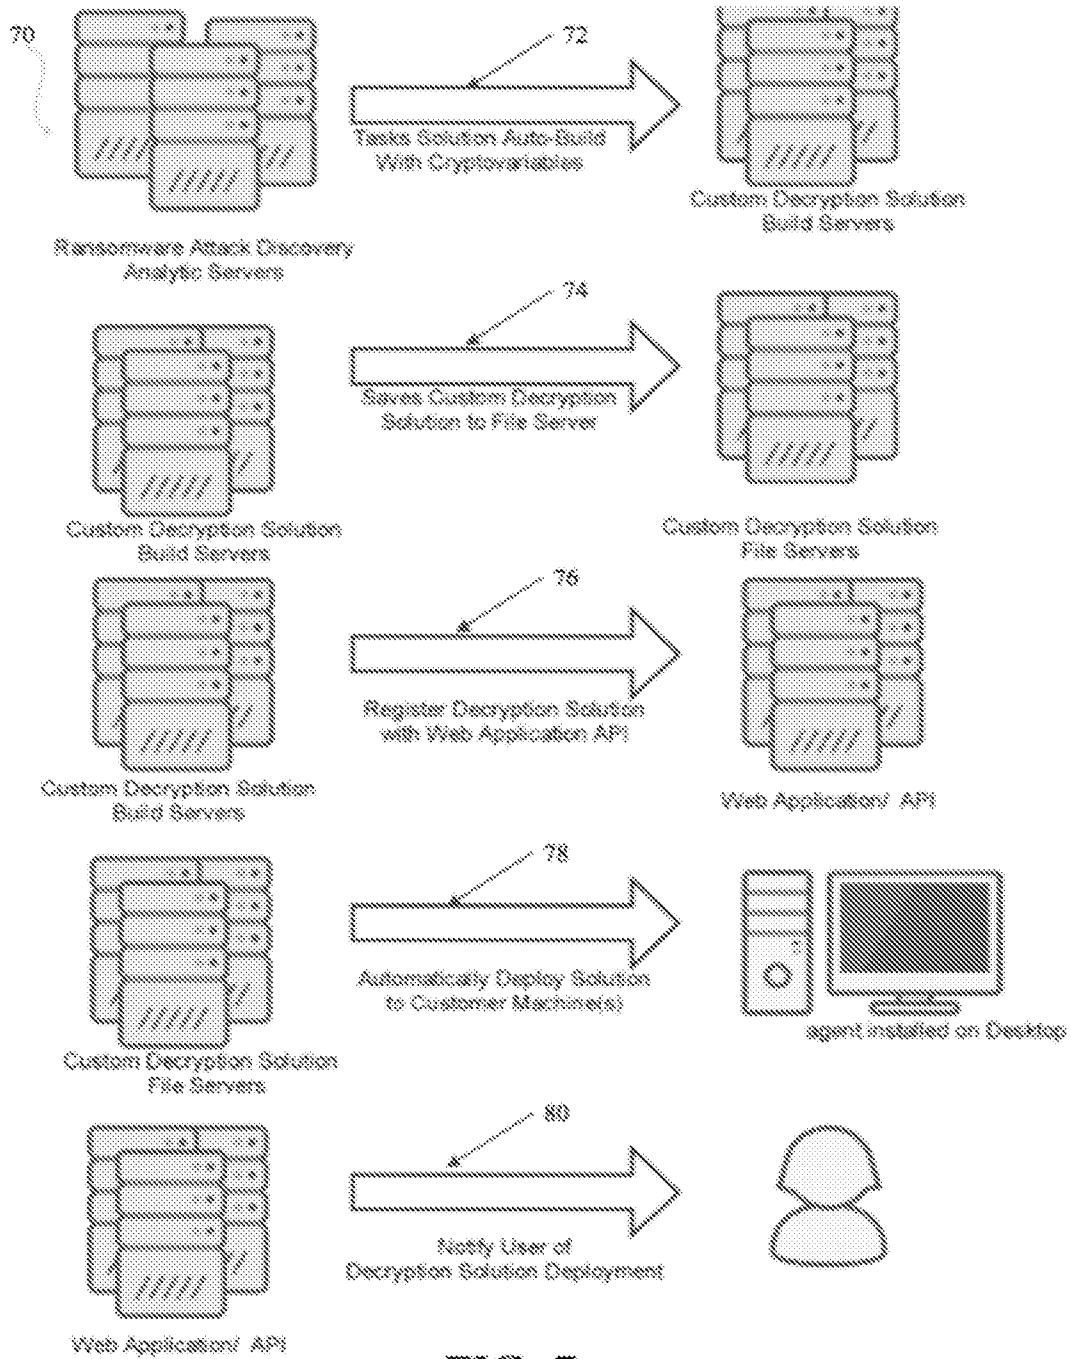 70
72
Tasks Solution Auto-Build
With Cryptovariables
Custom Decryption Solution
Build Servers
Ransomware Attack Discovery
Analytic Servers
74
Saves Custom Decryption
Solution to File Server
Custom Decryption Solution
Build Servers
Custom Decryption Solution
File Servers
76
Register Decryption Solution
with Web Application API
Custom Decryption Solution
Build Servers
Web Application/ API
78
Automatically Deploy Solution
to Customer Machine(s)
agent installed on Desktop
Custom Decryption Solution
File Servers
80
Notify User of
Decryption Solution Deployment
Web Application/ API